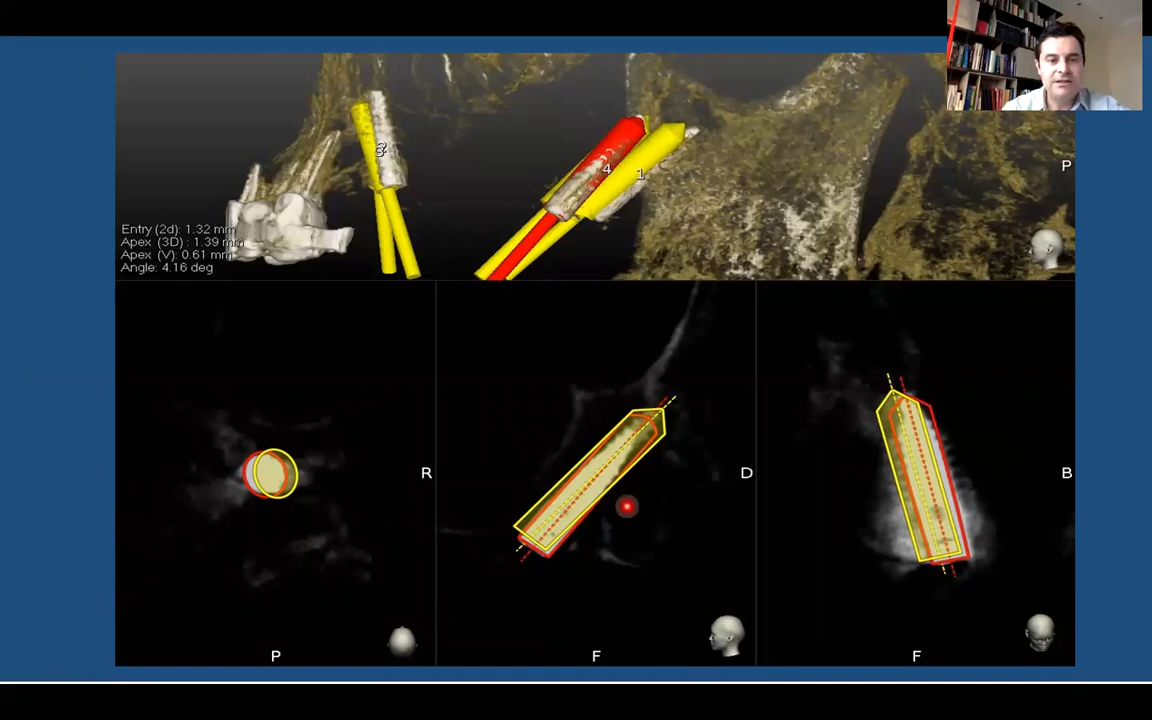 P
4
1
Entry (2d): 1.32 mm
Apex (3D) : 1.39 mm
Apex (V): 0.61 mm
Angle: 4.16 deg
R
D
B
P
F
F